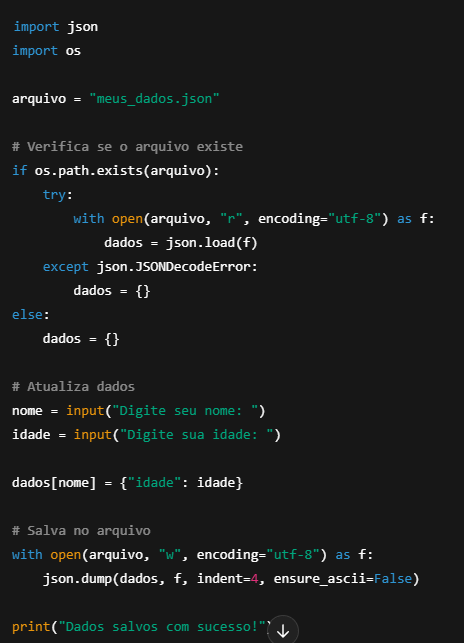 import json
import os
arquivo = "meus_dados.json"
# Verifica se o arquivo existe
if os.path.exists(arquivo):
    try:
        with open(arquivo, "r", encoding="utf-8") as f:
            dados = json.load(f)
    except json.JSONDecodeError:
        dados = {}
else:
    dados = {}
# Atualiza dados
nome = input("Digite seu nome: ")
idade = input("Digite sua idade: ")
dados[nome] = {"idade": idade}
# Salva no arquivo
with open(arquivo, "w", encoding="utf-8") as f:
    json.dump(dados, f, indent=4, ensure_ascii=False)
print("Dados salvos com sucesso!")